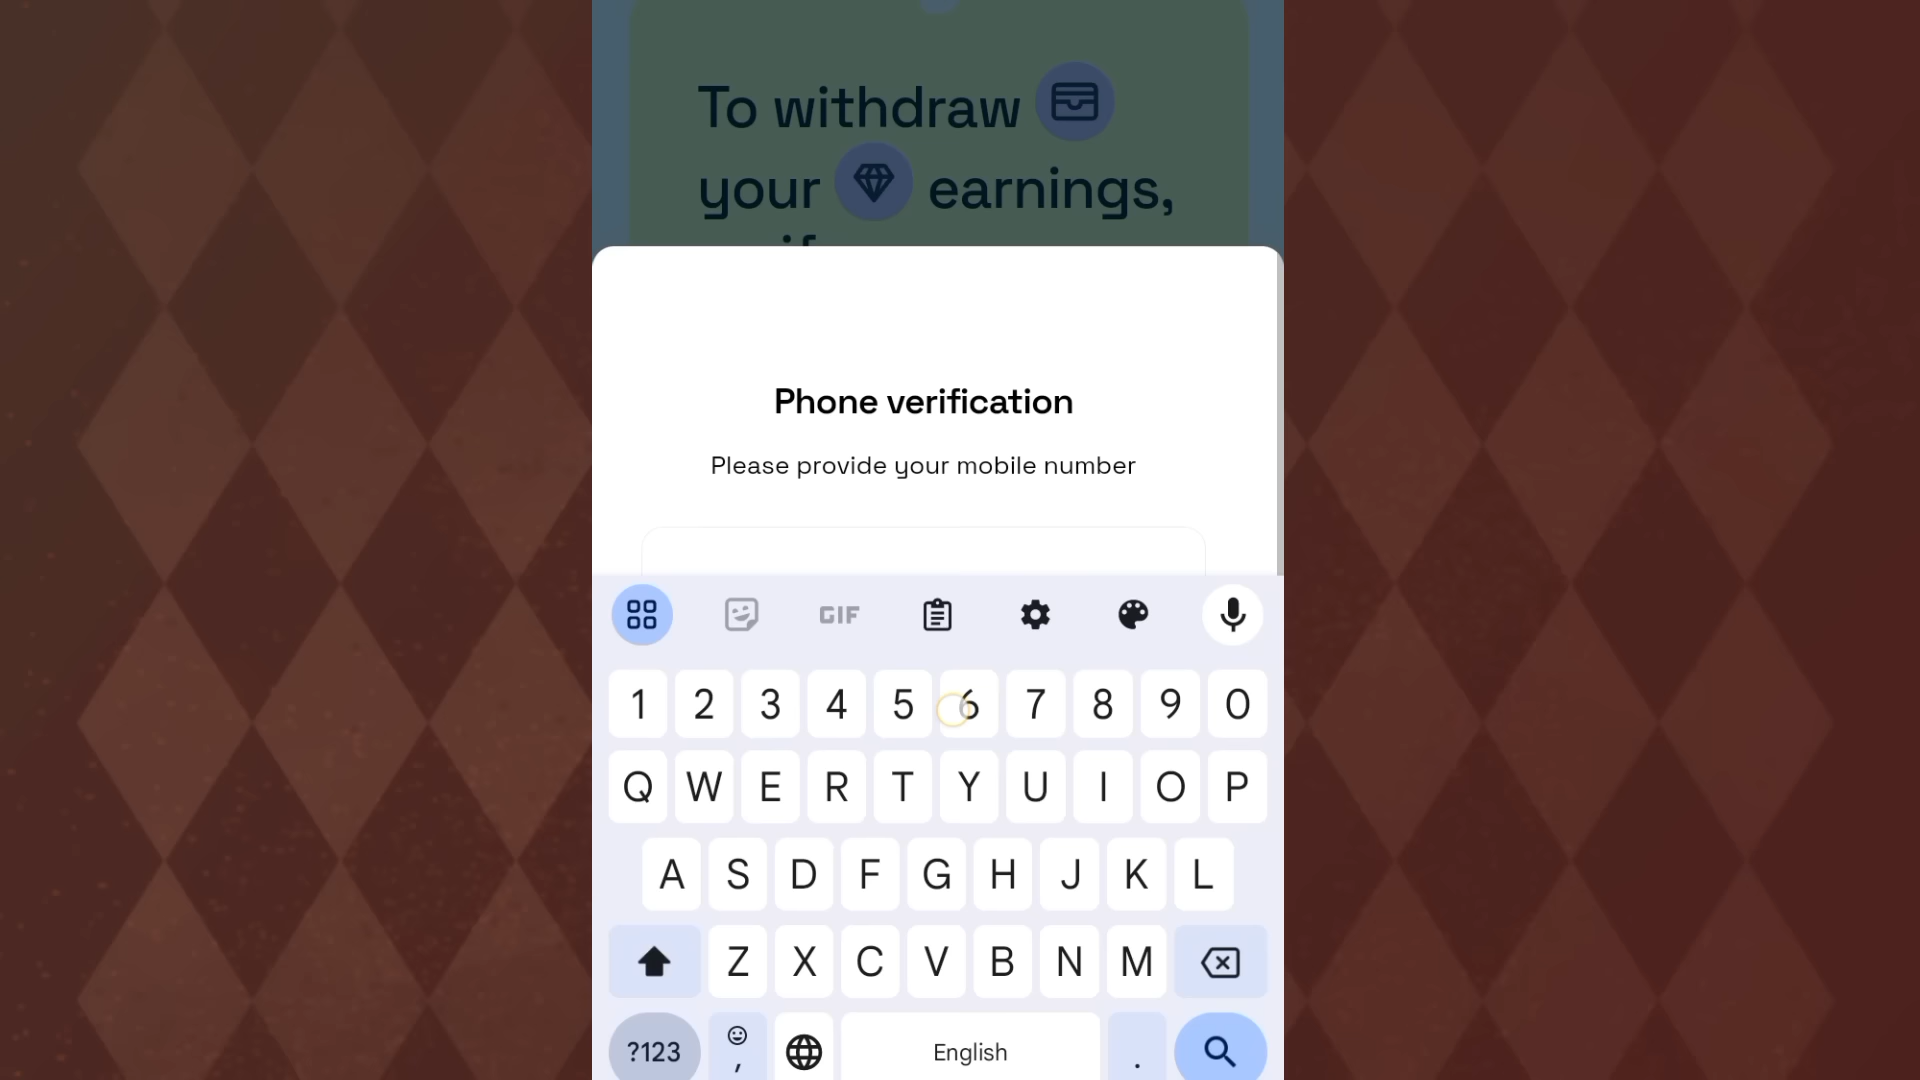 To withdraw
your earnings,
Phone verification
Please provide your mobile number
GIF
1 2 3 4 5 6 7 8 9 0
Q W E R T Y U I O P
A S D F G H J K L
Z X C V B N M
?123 , English .